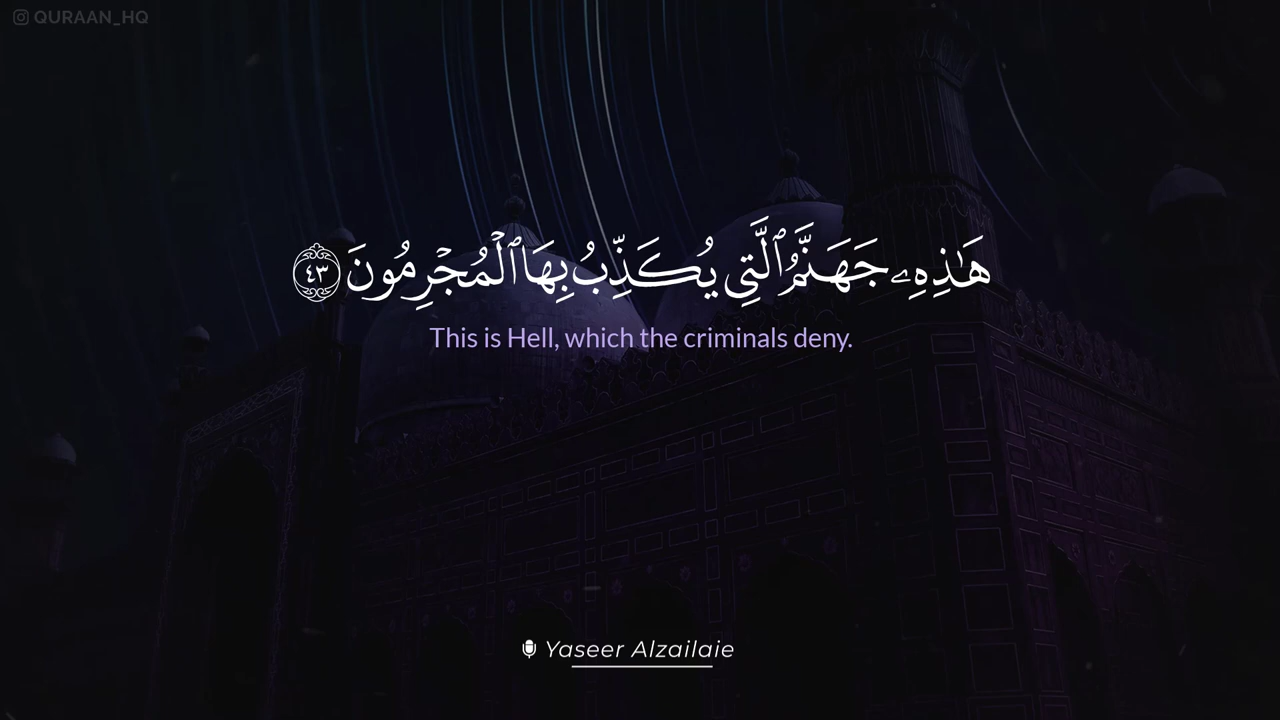 QURAAN_HQ
هَٰذِهِۦ جَهَنَّمُ ٱلَّتِى يُكَذِّبُ بِهَا ٱلْمُجْرِمُونَ ٤٣
This is Hell, which the criminals deny.
Yaseer Alzailaie